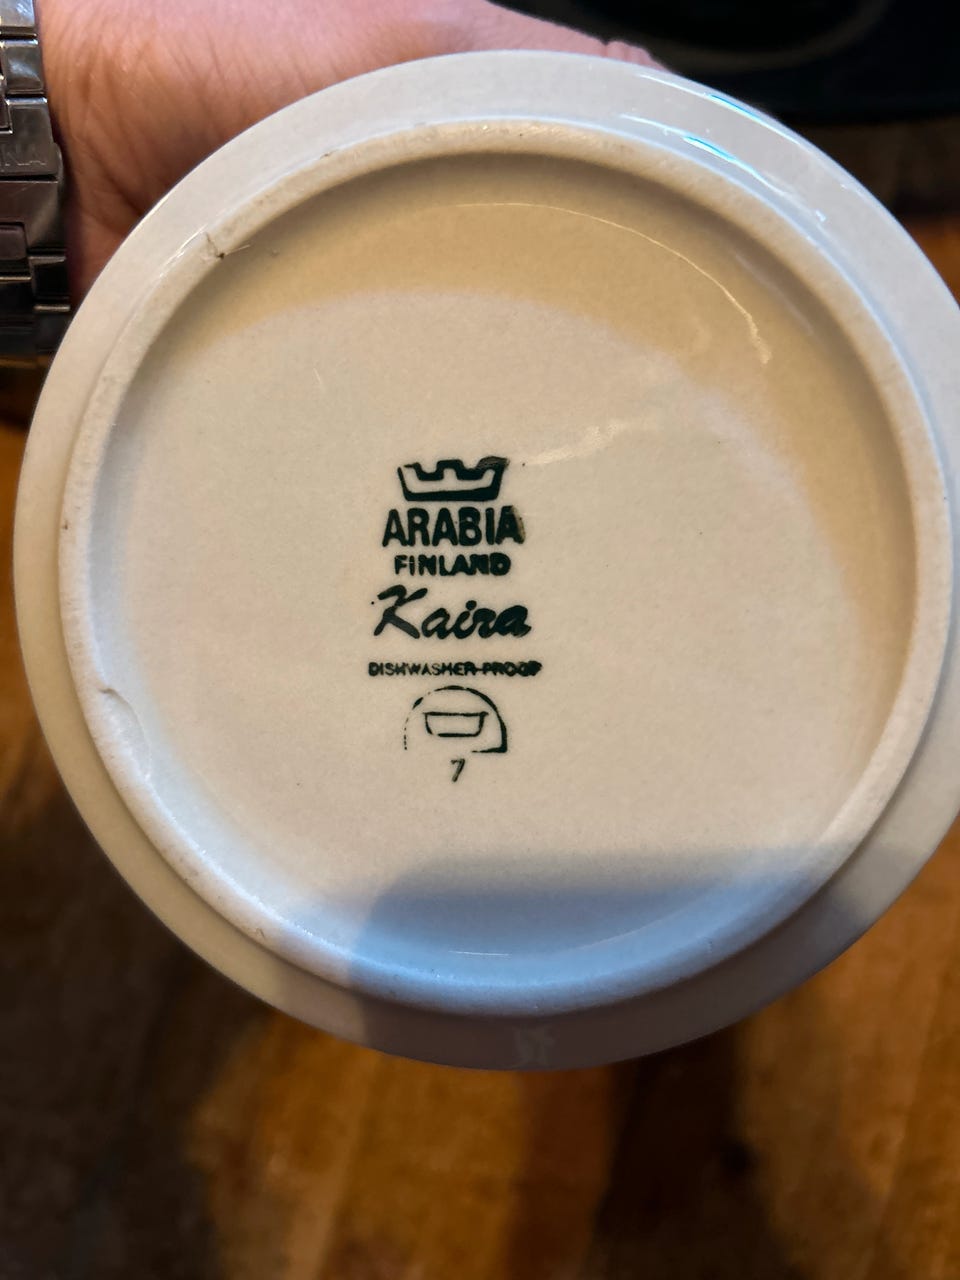 ARABIA
FINLAND
Kaira
DISHWASHER-PROOF
7